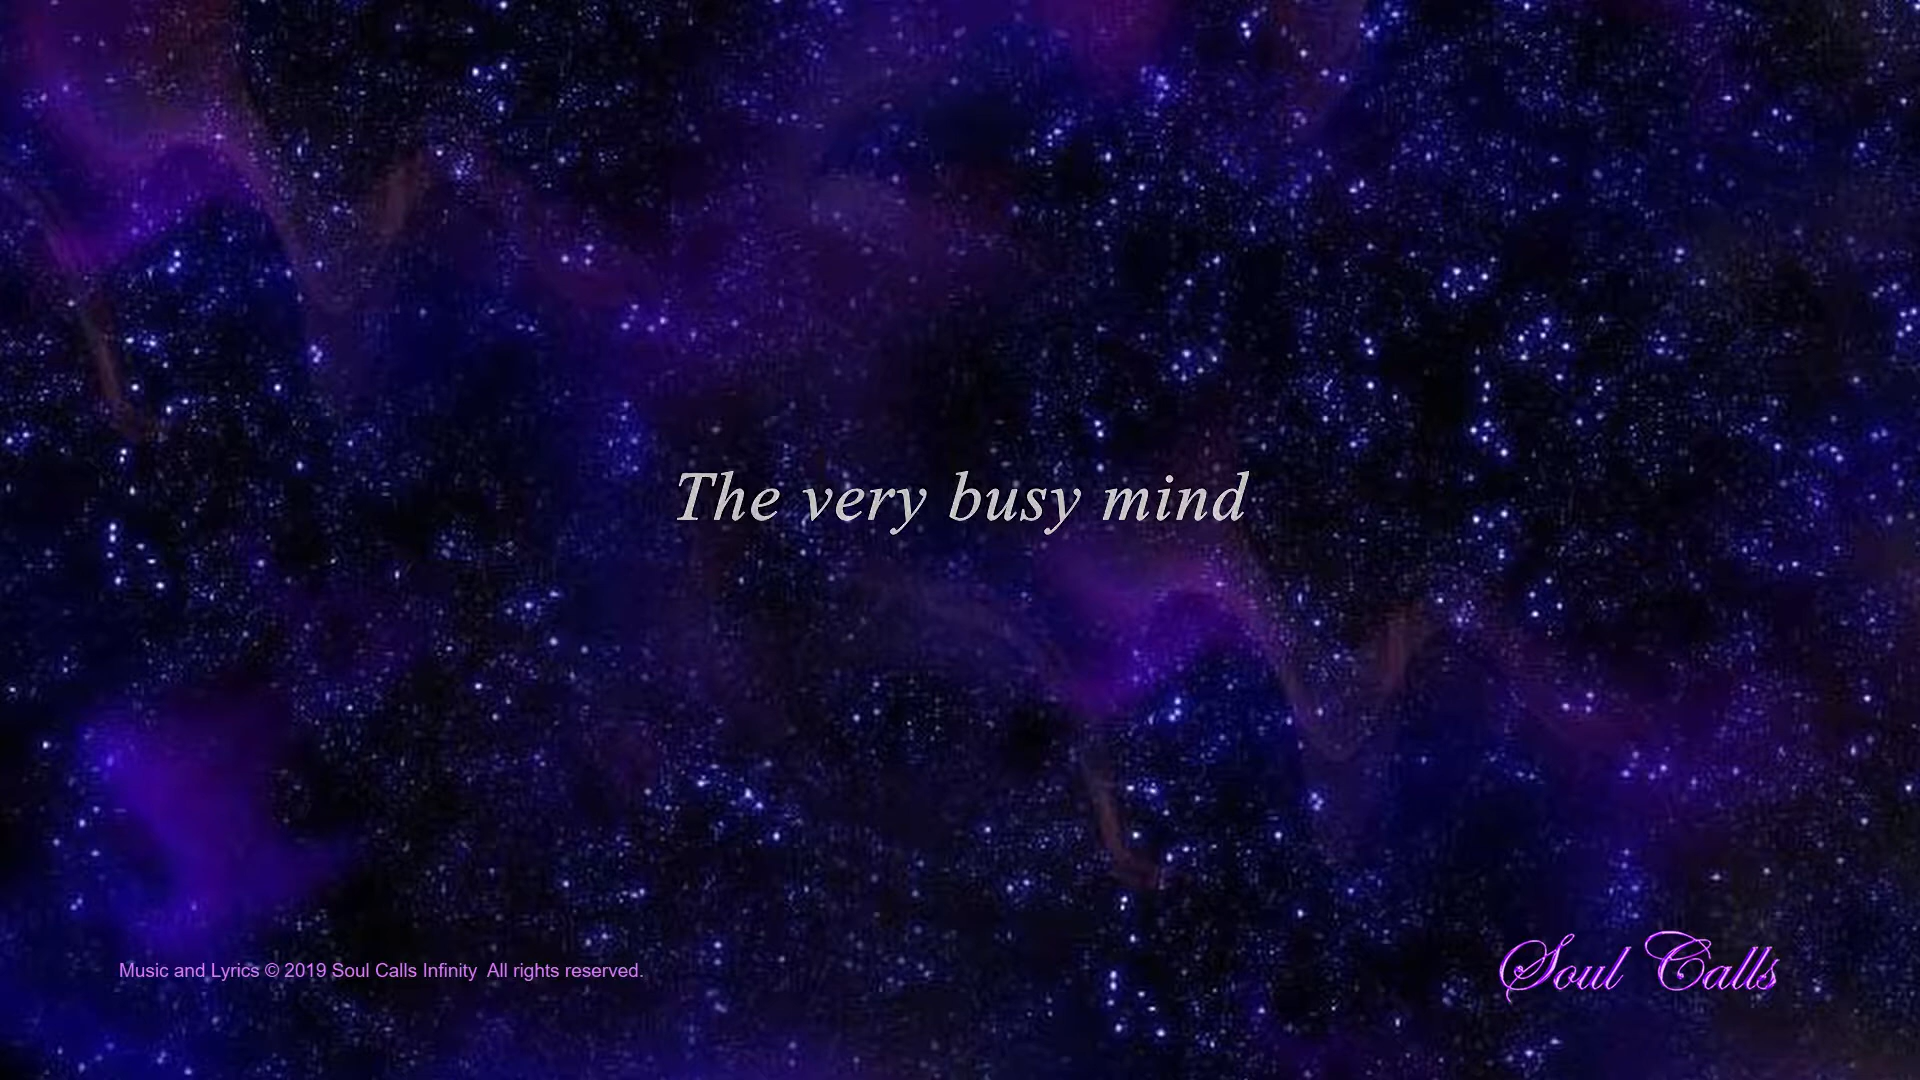 The very busy mind
Music and Lyrics © 2019 Soul Calls Infinity  All rights reserved.
Soul Calls